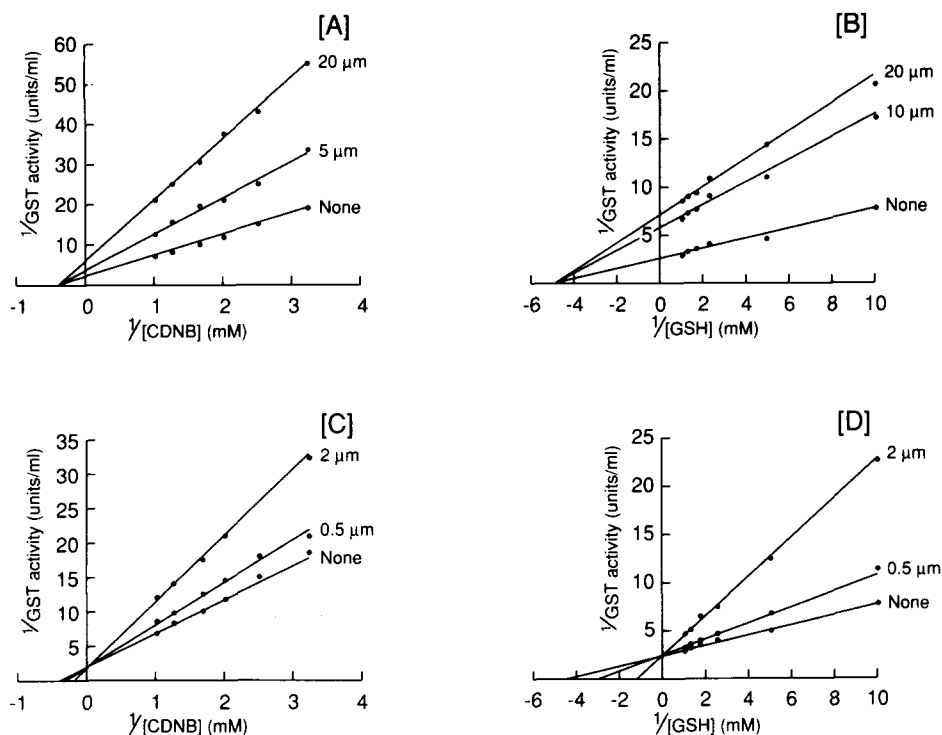 [A]
1/GST activity (units/ml)
60
50
40
30
20
10
20 μm
5 μm
None
-1 0 1 2 3 4
1/[CDNB] (mM)
[B]
1/GST activity (units/ml)
25
20
15
10
5
20 μm
10 μm
None
-6 -4 -2 0 2 4 6 8 10
1/[GSH] (mM)
[C]
1/GST activity (units/ml)
35
30
25
20
15
10
5
2 μm
0.5 μm
None
-1 0 1 2 3 4
1/[CDNB] (mM)
[D]
1/GST activity (units/ml)
25
20
15
10
5
2 μm
0.5 μm
None
-6 -4 -2 0 2 4 6 8 10
1/[GSH] (mM)